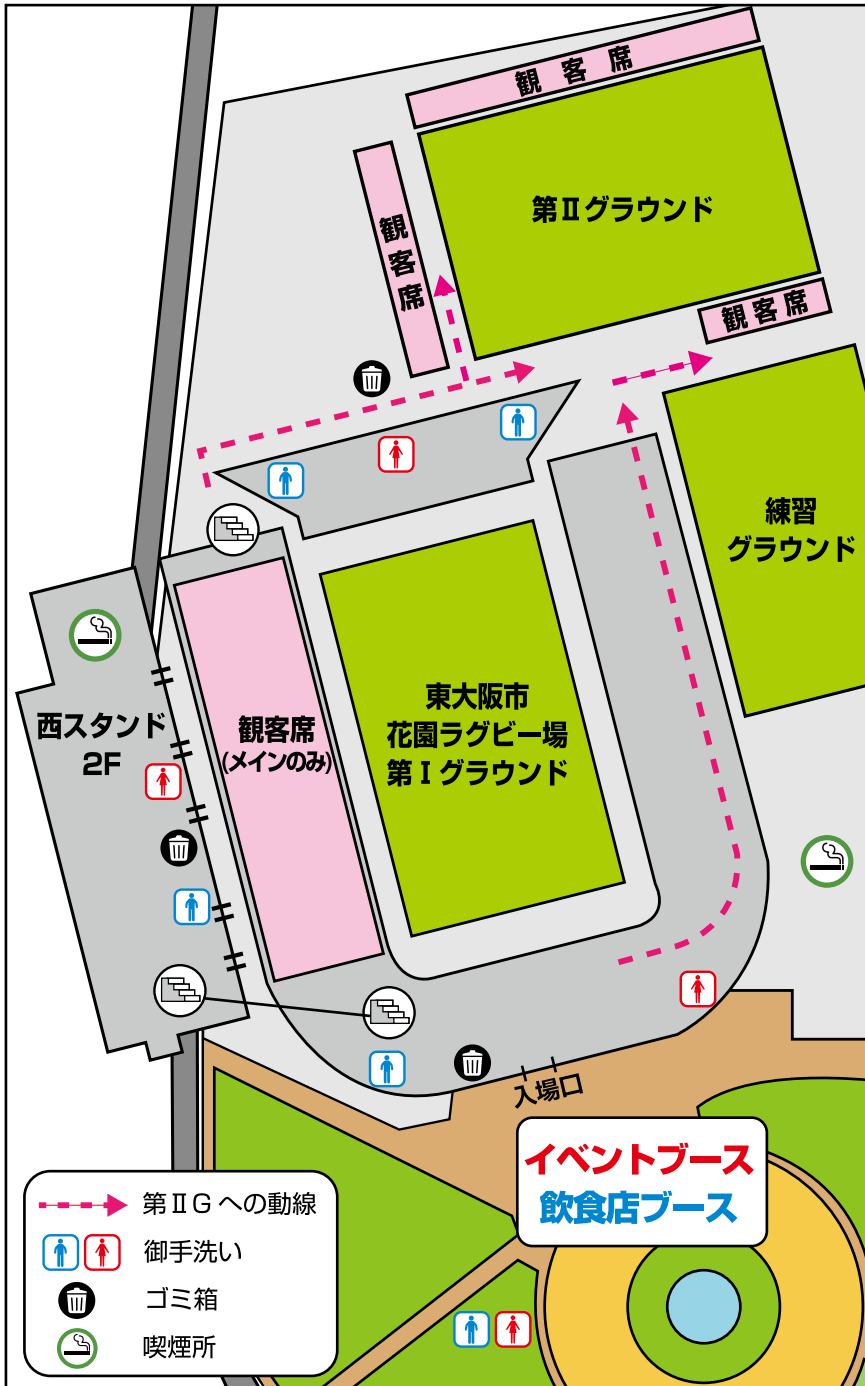 観客席
第Ⅱグラウンド
観客席
観客席
練習
グラウンド
東大阪市
花園ラグビー場
第Ⅰグラウンド
観客席
(メインのみ)
西スタンド
2F
入場口
イベントブース
飲食店ブース
第ⅡGへの動線
御手洗い
ゴミ箱
喫煙所